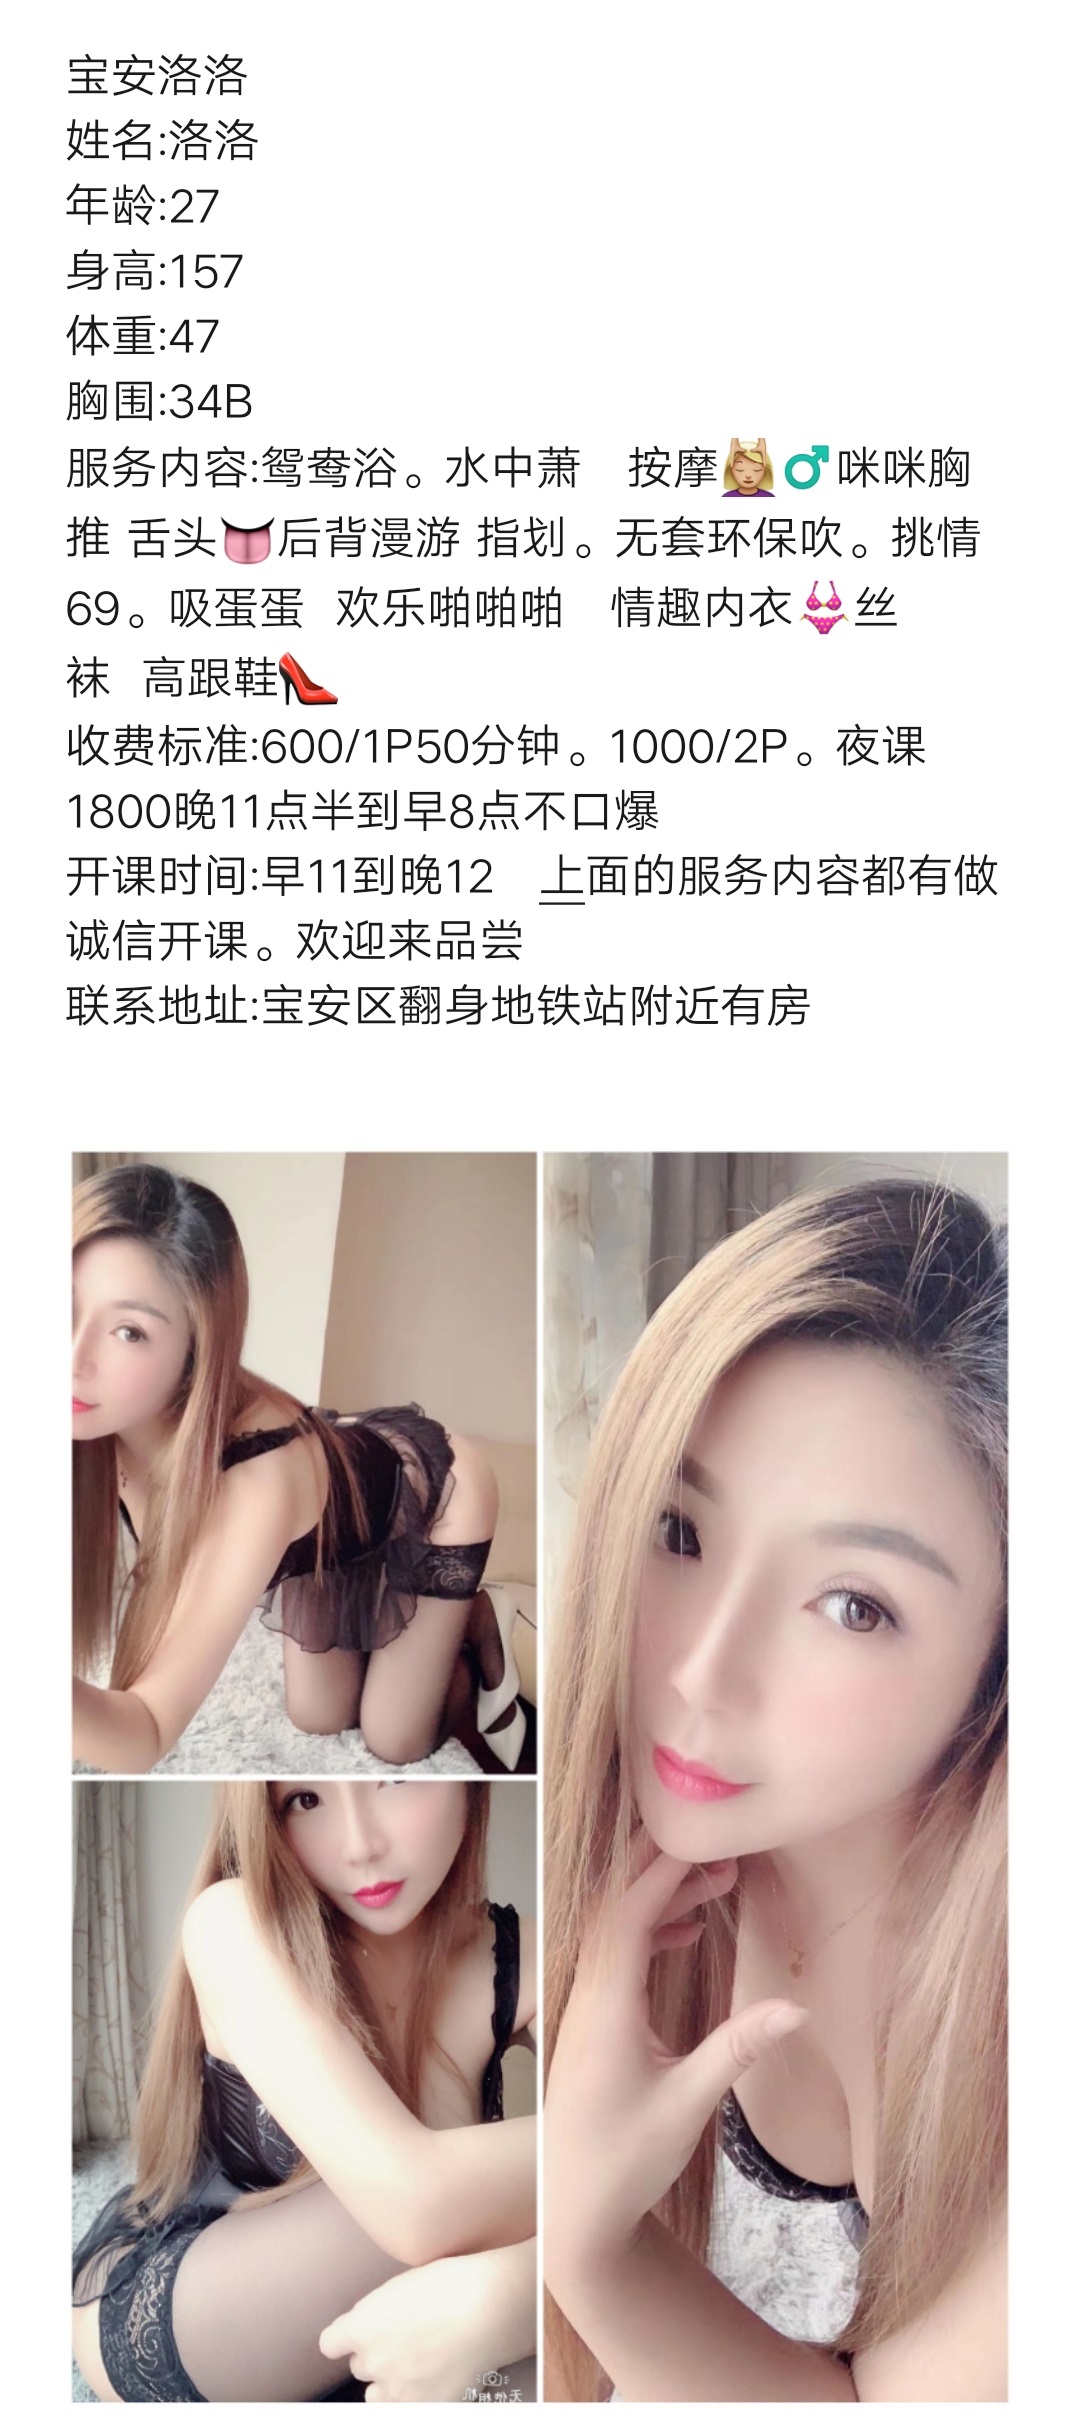 宝安洛洛
姓名:洛洛
年龄:27
身高:157
体重:47
胸围:34B
服务内容:鸳鸯浴。水中萧 按摩💆🏼‍♂咪咪胸
推 舌头👅后背漫游 指划。无套环保吹。挑情
69。吸蛋蛋 欢乐啪啪啪 情趣内衣👙丝
袜 高跟鞋👠
收费标准:600/1P50分钟。1000/2P。夜课
1800晚11点半到早8点不口爆
开课时间:早11到晚12 上面的服务内容都有做
诚信开课。欢迎来品尝
联系地址:宝安区翻身地铁站附近有房